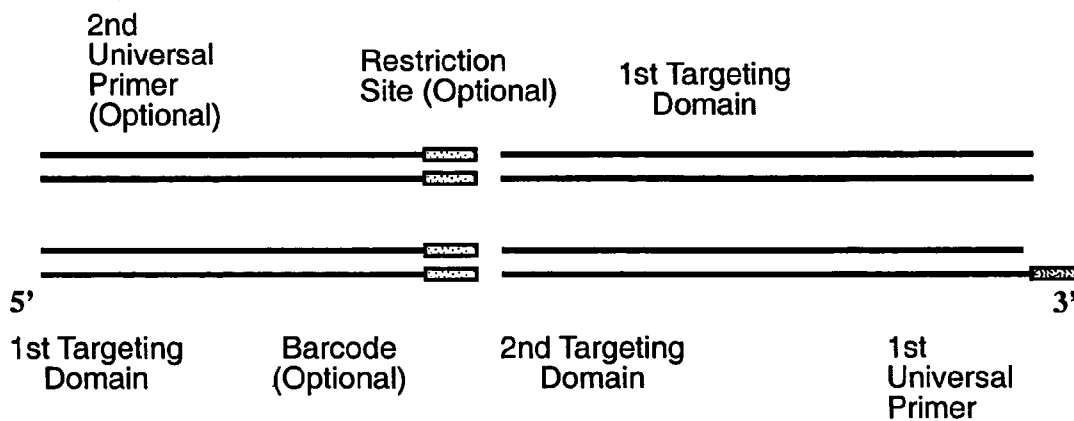 2nd
Universal
Primer
(Optional)
Restriction
Site (Optional)
1st Targeting
Domain
5’
3’
1st Targeting
Domain
Barcode
(Optional)
2nd Targeting
Domain
1st
Universal
Primer